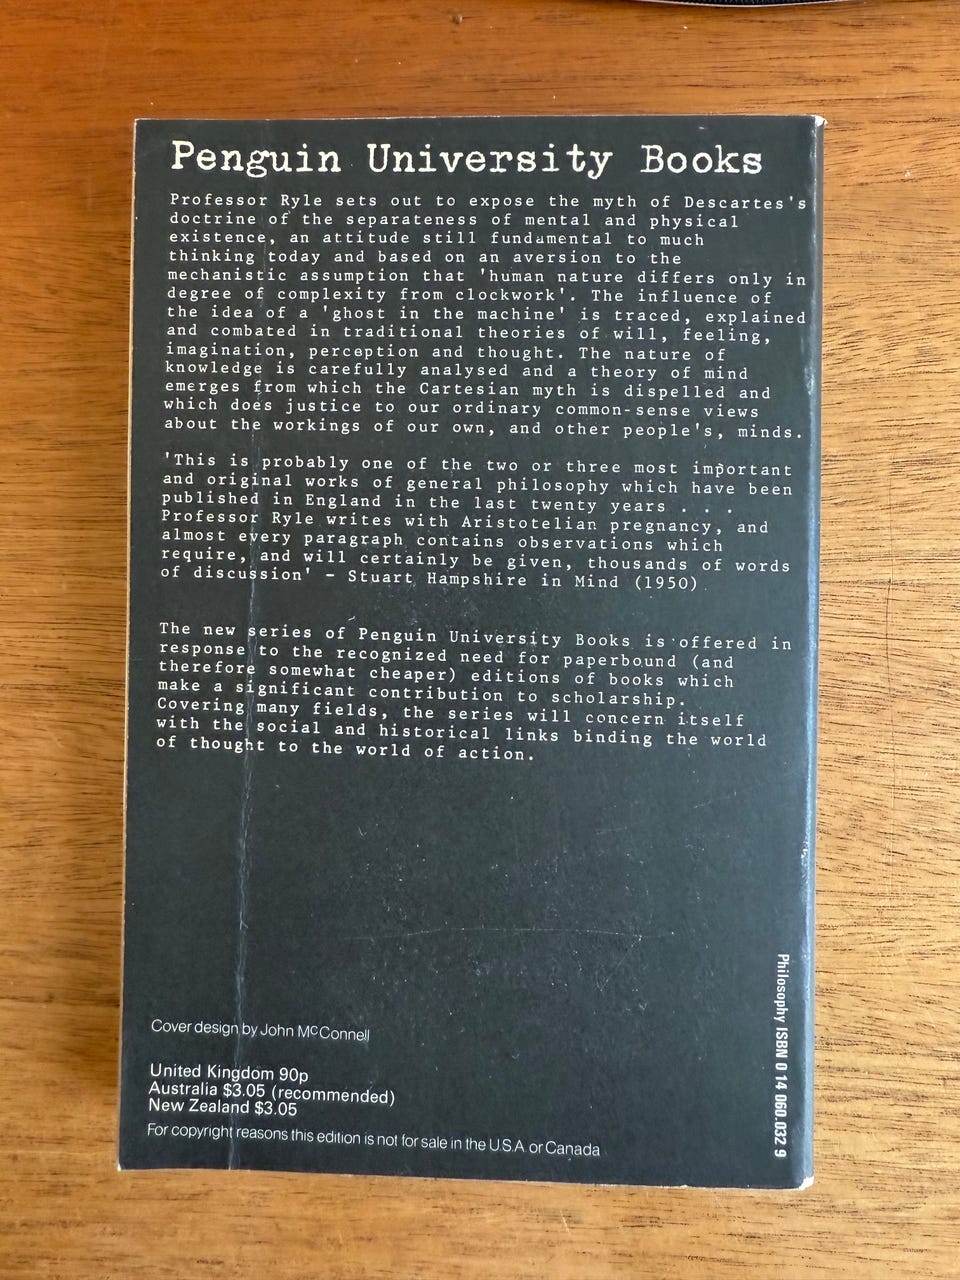 Penguin University Books
Professor Ryle sets out to expose the myth of Descartes's
doctrine of the separateness of mental and physical
existence, an attitude still fundamental to much
thinking today and based on an aversion to the
mechanistic assumption that 'human nature differs only in
degree of complexity from clockwork'. The influence of
the idea of a 'ghost in the machine' is traced, explained
and combated in traditional theories of will, feeling,
imagination, perception and thought. The nature of
knowledge is carefully analysed and a theory of mind
emerges from which the Cartesian myth is dispelled and
which does justice to our ordinary common-sense views
about the workings of our own, and other people's, minds.
'This is probably one of the two or three most important
and original works of general philosophy which have been
published in England in the last twenty years . . .
Professor Ryle writes with Aristotelian pregnancy, and
almost every paragraph contains observations which
require, and will certainly be given, thousands of words
of discussion' – Stuart Hampshire in Mind (1950)
The new series of Penguin University Books is offered in
response to the recognized need for paperbound (and
therefore somewhat cheaper) editions of books which
make a significant contribution to scholarship.
Covering many fields, the series will concern itself
with the social and historical links binding the world
of thought to the world of action.
Cover design by John McConnell
United Kingdom 90p
Australia $3.05 (recommended)
New Zealand $3.05
For copyright reasons this edition is not for sale in the U.S.A. or Canada
Philosophy ISBN 0 14 060.032 9